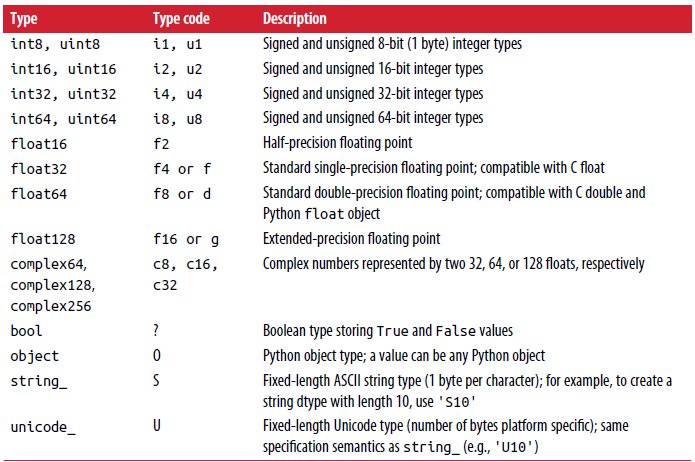 Type Type code Description
int8, uint8 i1, u1 Signed and unsigned 8-bit (1 byte) integer types
int16, uint16 i2, u2 Signed and unsigned 16-bit integer types
int32, uint32 i4, u4 Signed and unsigned 32-bit integer types
int64, uint64 i8, u8 Signed and unsigned 64-bit integer types
float16 f2 Half-precision floating point
float32 f4 or f Standard single-precision floating point; compatible with C float
float64 f8 or d Standard double-precision floating point; compatible with C double and
Python float object
float128 f16 or g Extended-precision floating point
complex64, c8, c16, Complex numbers represented by two 32, 64, or 128 floats, respectively
complex128, c32
complex256
bool ? Boolean type storing True and False values
object O Python object type; a value can be any Python object
string_ S Fixed-length ASCII string type (1 byte per character); for example, to create a
string dtype with length 10, use 'S10'
unicode_ U Fixed-length Unicode type (number of bytes platform specific); same
specification semantics as string_ (e.g., 'U10')